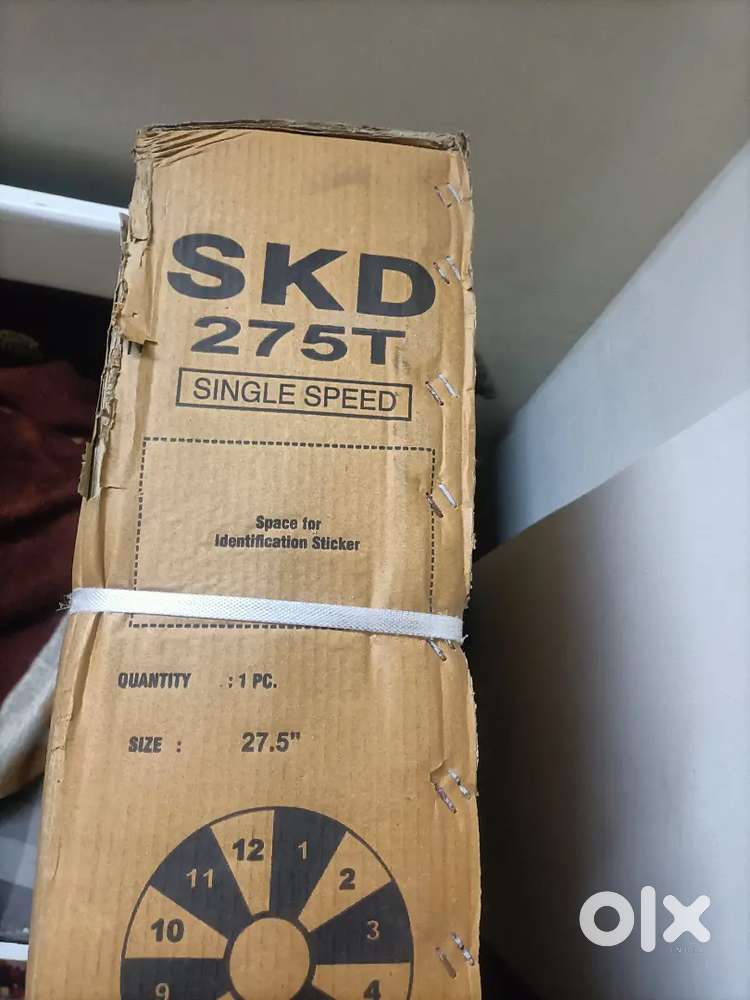 SKD
275T
SINGLE SPEED
Space for
Identification Sticker
QUANTITY : 1 PC.
SIZE : 27.5"
12 1
11 2
10 3
9 4
olx